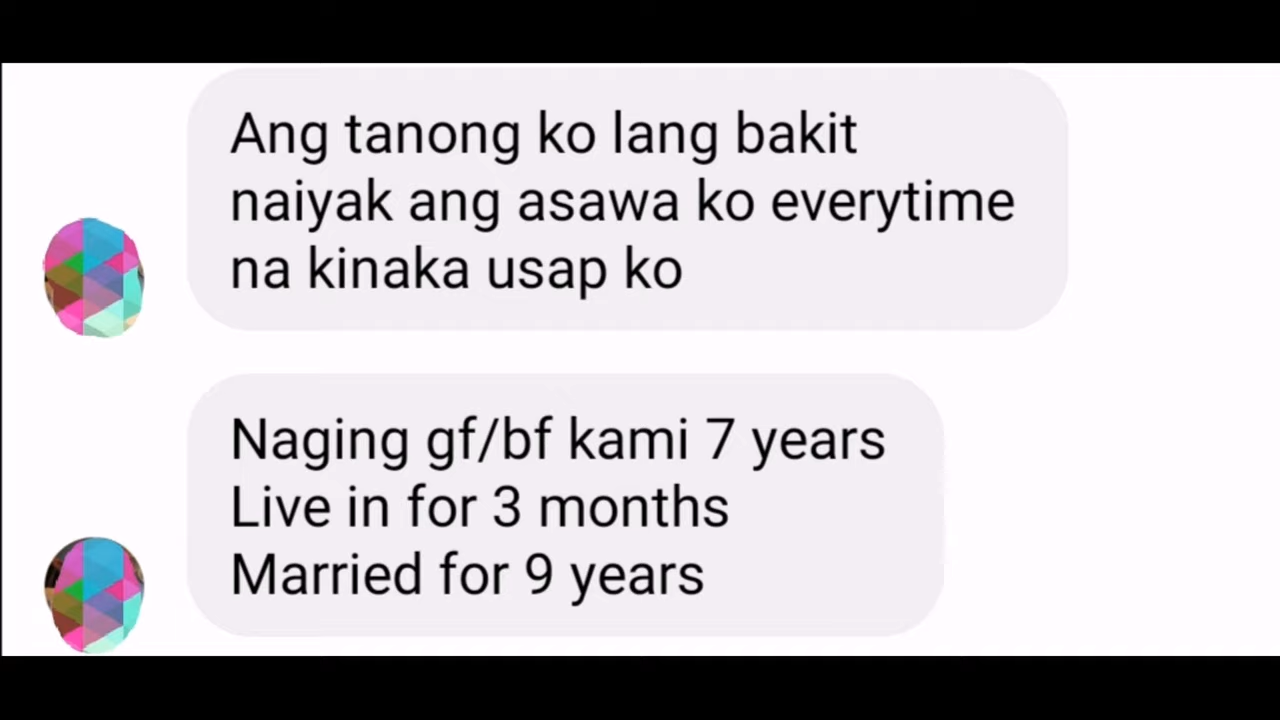 Ang tanong ko lang bakit
naiyak ang asawa ko everytime
na kinaka usap ko
Naging gf/bf kami 7 years
Live in for 3 months
Married for 9 years